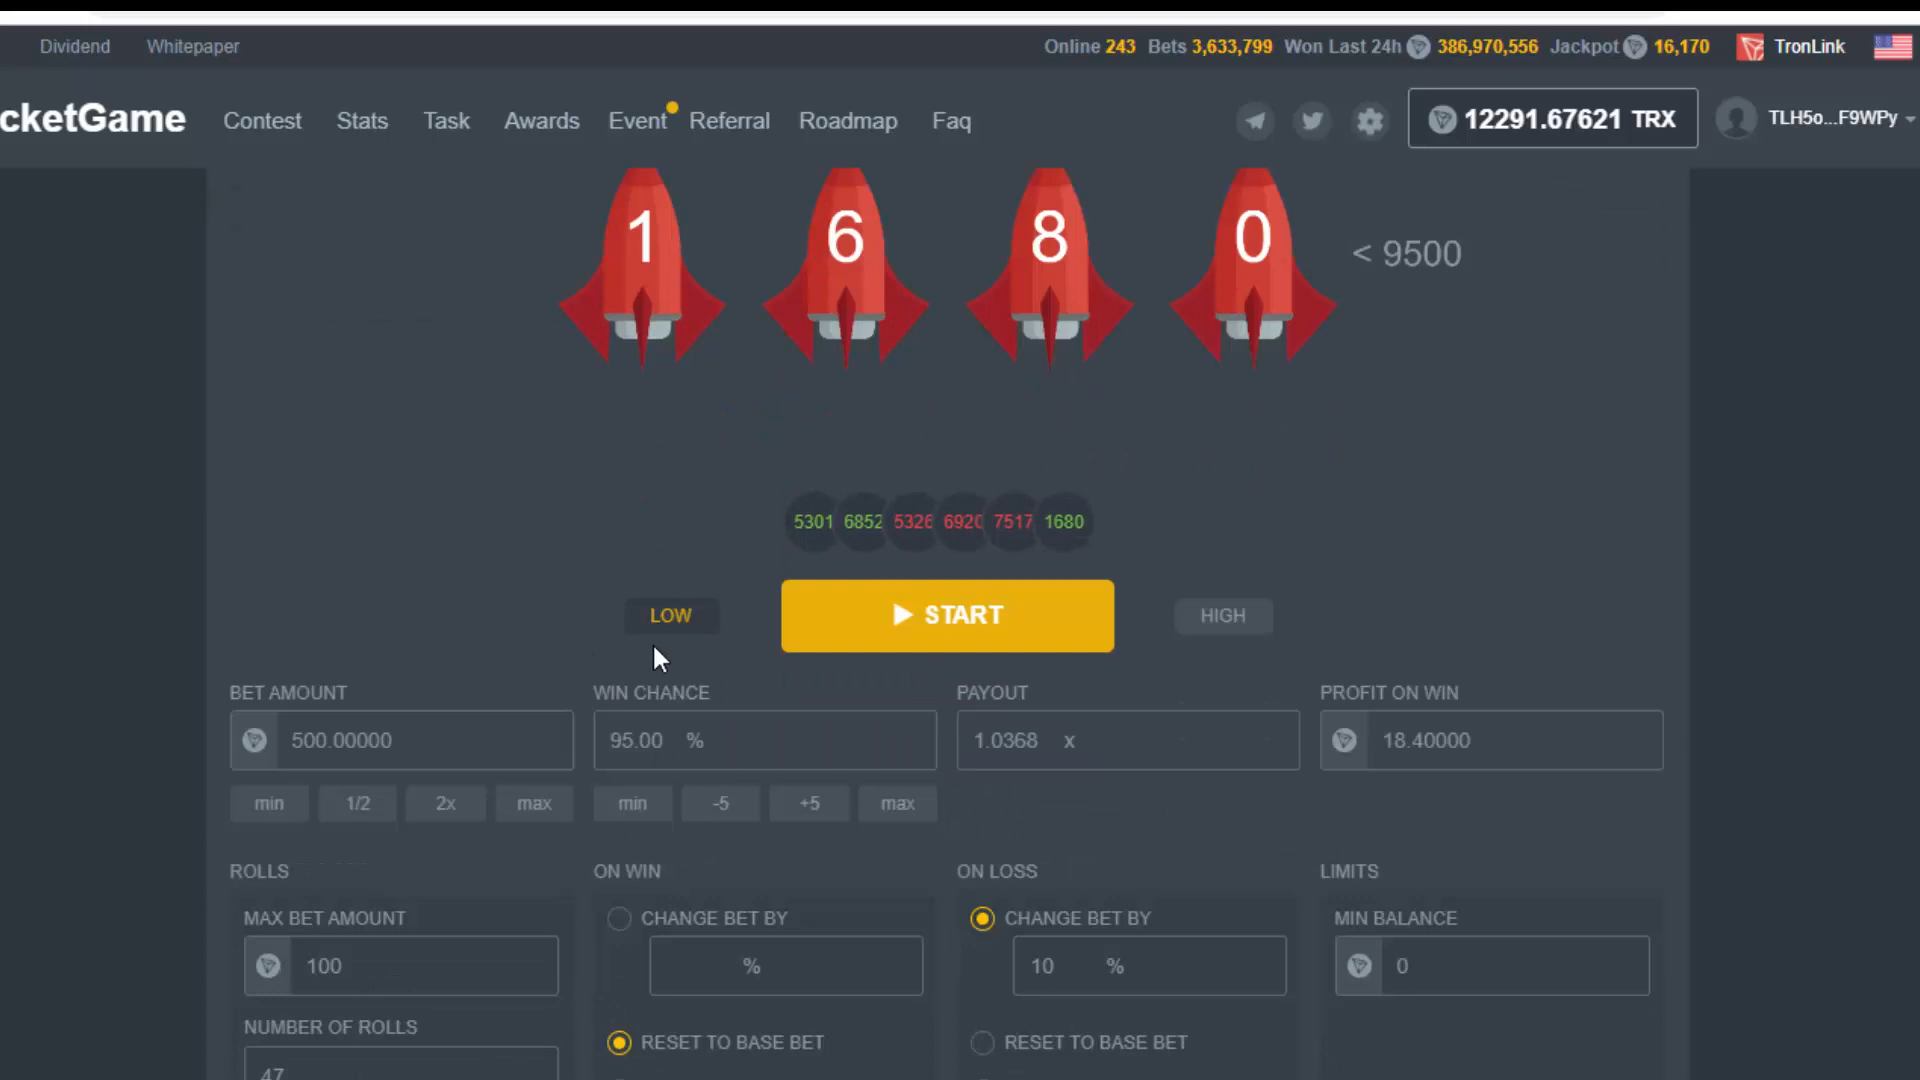 Dividend Whitepaper Online 243 Bets 3,633,799 Won Last 24h 386,970,556 Jackpot 16,170 TronLink
cketGame Contest Stats Task Awards Event Referral Roadmap Faq 12291.67621 TRX TLH5o...F9WPy
1 6 8 0 < 9500
5301 6852 5326 6920 7517 1680
LOW START HIGH
BET AMOUNT WIN CHANCE PAYOUT PROFIT ON WIN
500.00000 95.00 % 1.0368 x 18.40000
min 1/2 2x max min -5 +5 max
ROLLS ON WIN ON LOSS LIMITS
MAX BET AMOUNT CHANGE BET BY CHANGE BET BY MIN BALANCE
100 % 10 % 0
NUMBER OF ROLLS RESET TO BASE BET RESET TO BASE BET
47